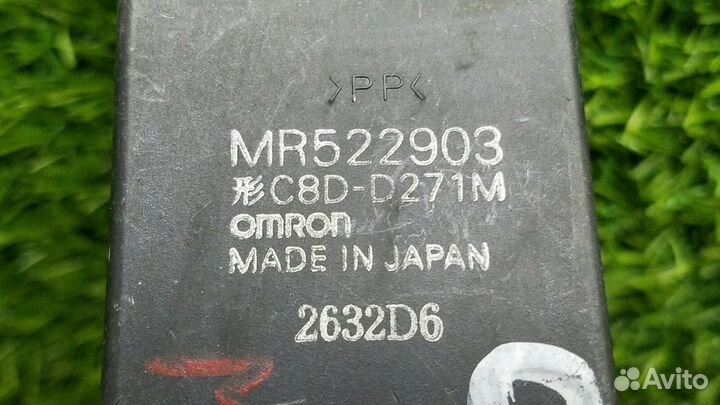 >PP<
MR522903
形C8D-D271M
omron
MADE IN JAPAN
2632D6
Avito